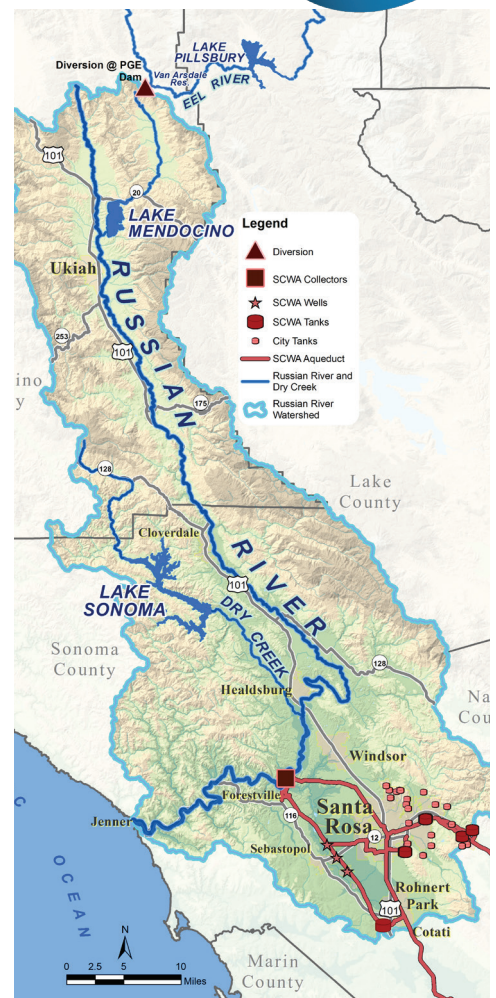 Diversion @ PGE
Dam
LAKE
PILLSBURY
Van Arsdale
Res.
EEL RIVER
101
20
LAKE
MENDOCINO
Ukiah
Legend
Diversion
SCWA Collectors
SCWA Wells
SCWA Tanks
City Tanks
SCWA Aqueduct
Russian River and
Dry Creek
Russian River
Watershed
RUSSIAN
RIVER
253
101
ino
y
175
128
Lake
County
Cloverdale
101
LAKE
SONOMA
DRY CREEK
Sonoma
County
128
Healdsburg
Na
Cou
Windsor
Forestville
Santa
Rosa
Jenner
116
12
Sebastopol
Rohnert
Park
101
Cotati
C
OCEAN
N
0 2.5 5 10
Miles
Marin
County